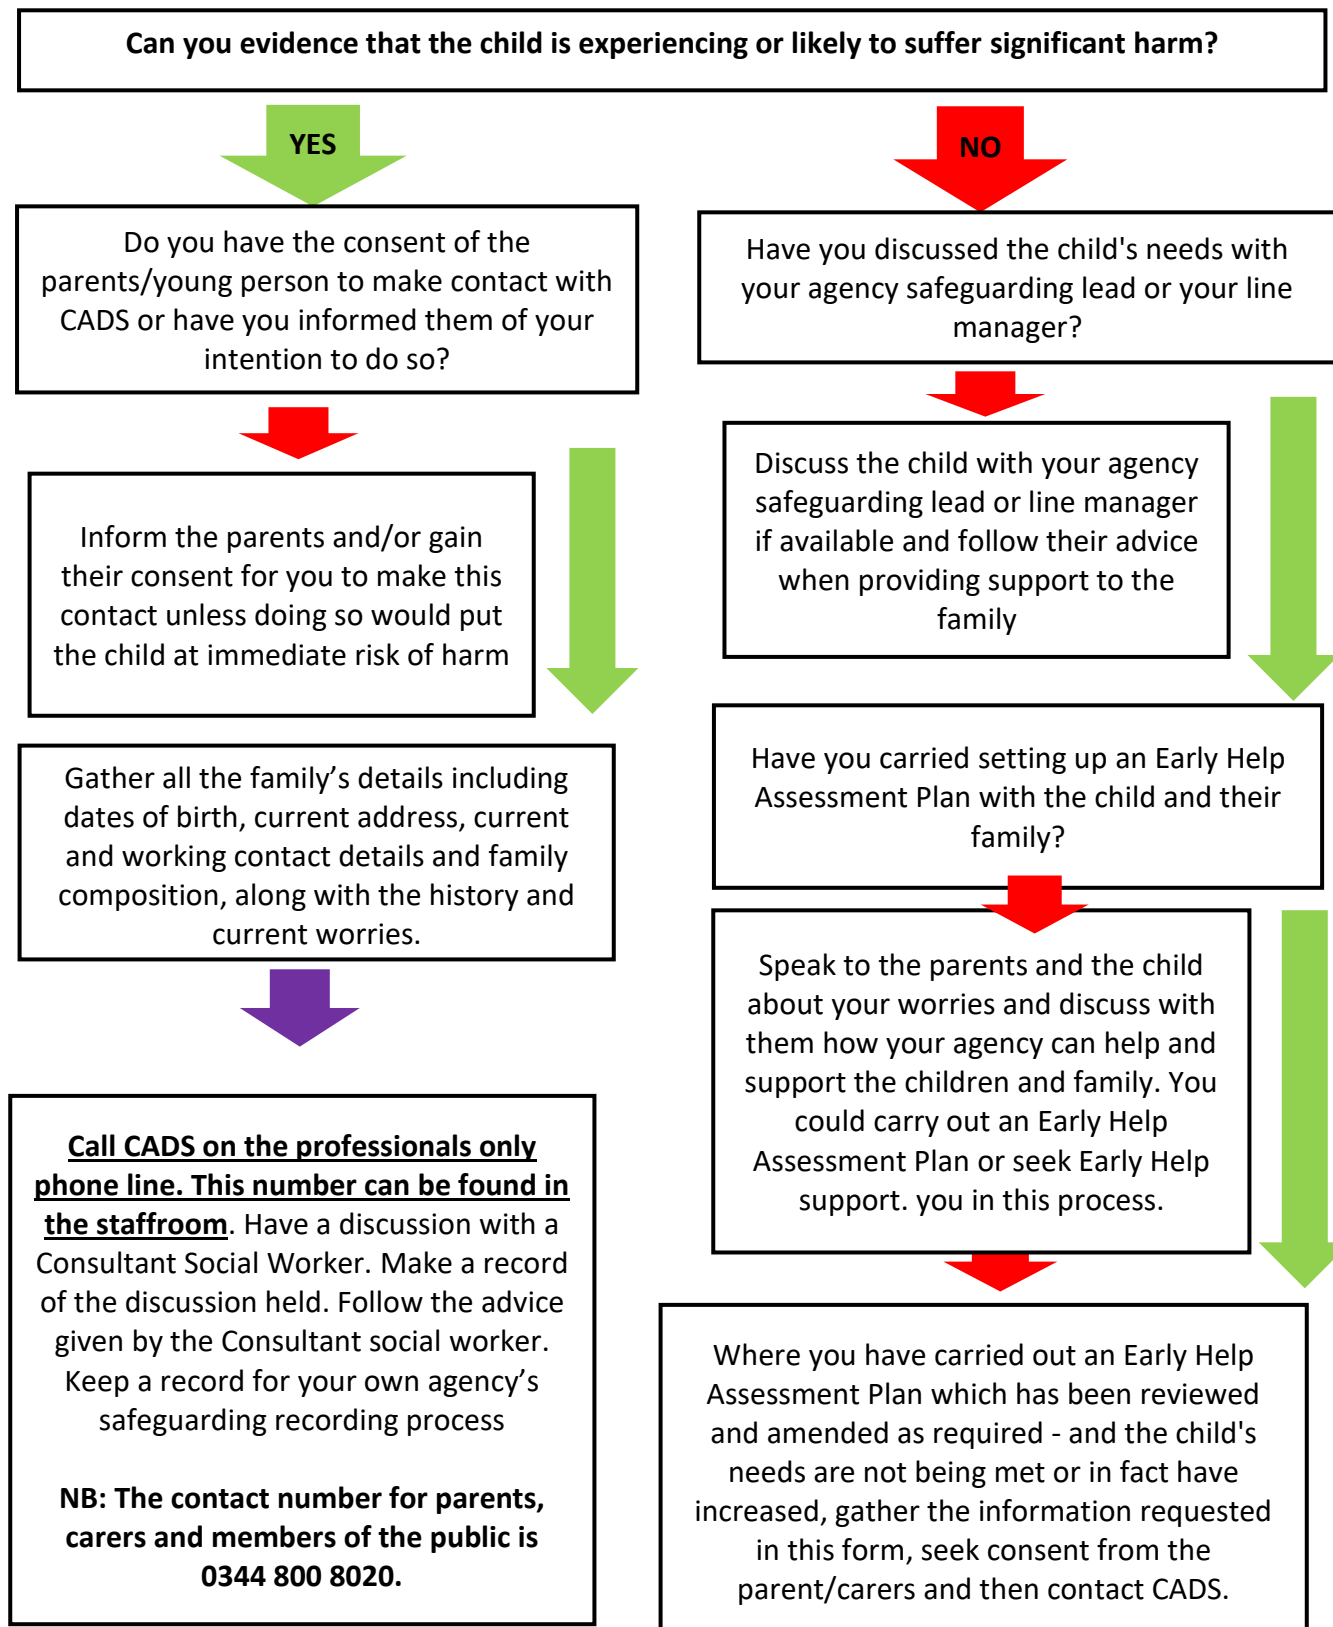 Can you evidence that the child is experiencing or likely to suffer significant harm?
YES
NO
Do you have the consent of the
parents/young person to make contact with
CADS or have you informed them of your
intention to do so?
Inform the parents and/or gain
their consent for you to make this
contact unless doing so would put
the child at immediate risk of harm
Gather all the family’s details including
dates of birth, current address, current
and working contact details and family
composition, along with the history and
current worries.
Call CADS on the professionals only
phone line. This number can be found in
the staffroom. Have a discussion with a
Consultant Social Worker. Make a record
of the discussion held. Follow the advice
given by the Consultant social worker.
Keep a record for your own agency’s
safeguarding recording process
NB: The contact number for parents,
carers and members of the public is
0344 800 8020.
Have you discussed the child's needs with
your agency safeguarding lead or your line
manager?
Discuss the child with your agency
safeguarding lead or line manager
if available and follow their advice
when providing support to the
family
Have you carried setting up an Early Help
Assessment Plan with the child and their
family?
Speak to the parents and the child
about your worries and discuss with
them how your agency can help and
support the children and family. You
could carry out an Early Help
Assessment Plan or seek Early Help
support. you in this process.
Where you have carried out an Early Help
Assessment Plan which has been reviewed
and amended as required - and the child's
needs are not being met or in fact have
increased, gather the information requested
in this form, seek consent from the
parent/carers and then contact CADS.